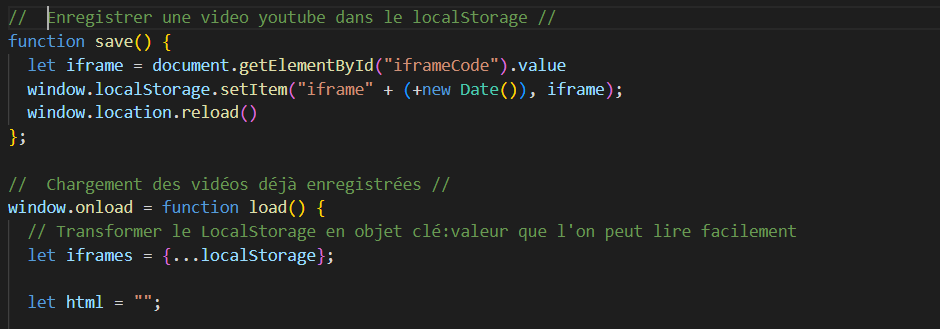 //  Enregistrer une video youtube dans le localStorage //
function save() {
  let iframe = document.getElementById("iframeCode").value
  window.localStorage.setItem("iframe" + (+new Date()), iframe);
  window.location.reload()
};
//  Chargement des vidéos déjà enregistrées //
window.onload = function load() {
  // Transformer le LocalStorage en objet clé:valeur que l'on peut lire facilement
  let iframes = {...localStorage};
  let html = "";